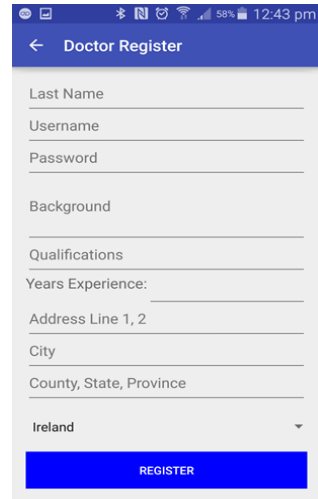 58% 12:43 pm
Doctor Register
Last Name
Username
Password
Background
Qualifications
Years Experience:
Address Line 1, 2
City
County, State, Province
Ireland
REGISTER